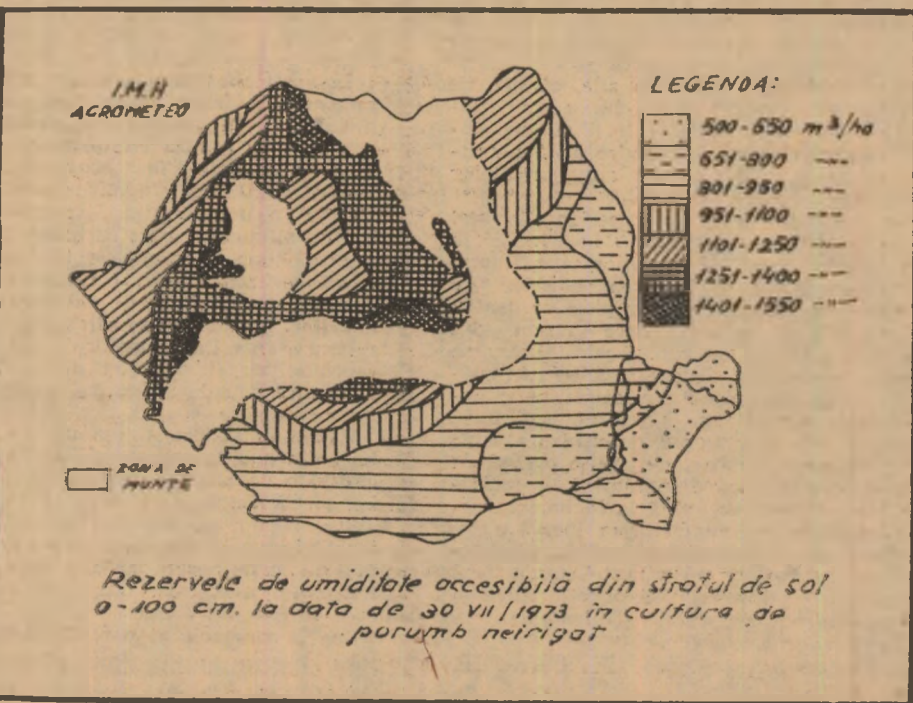 I.M.H
AGROMETEO
LEGENDA:
500-650 m³/ha
651-800 -"-
801-950 -"-
951-1100 -"-
1101-1250 -"-
1251-1400 -"-
1401-1550 -"-
ZONA DE
MUNTE
Rezervele de umiditate accesibilă din stratul de sol
0-100 cm. la data de 30 VII/1973 în cultura de
porumb neirigat